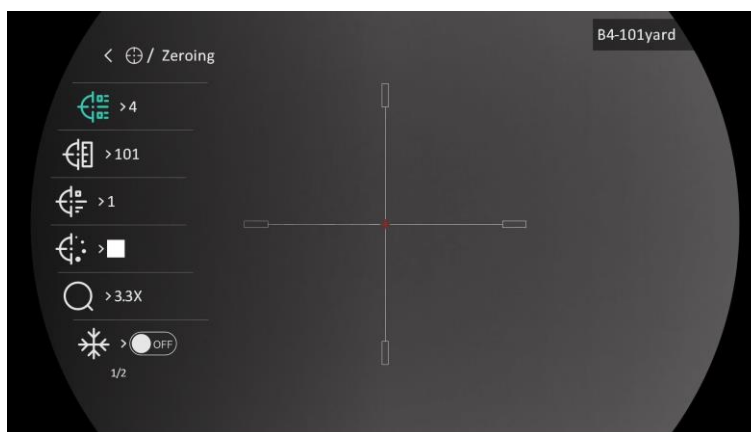 B4-101yard
< / Zeroing
>4
>101
>1
>
>3.3X
> OFF
1/2